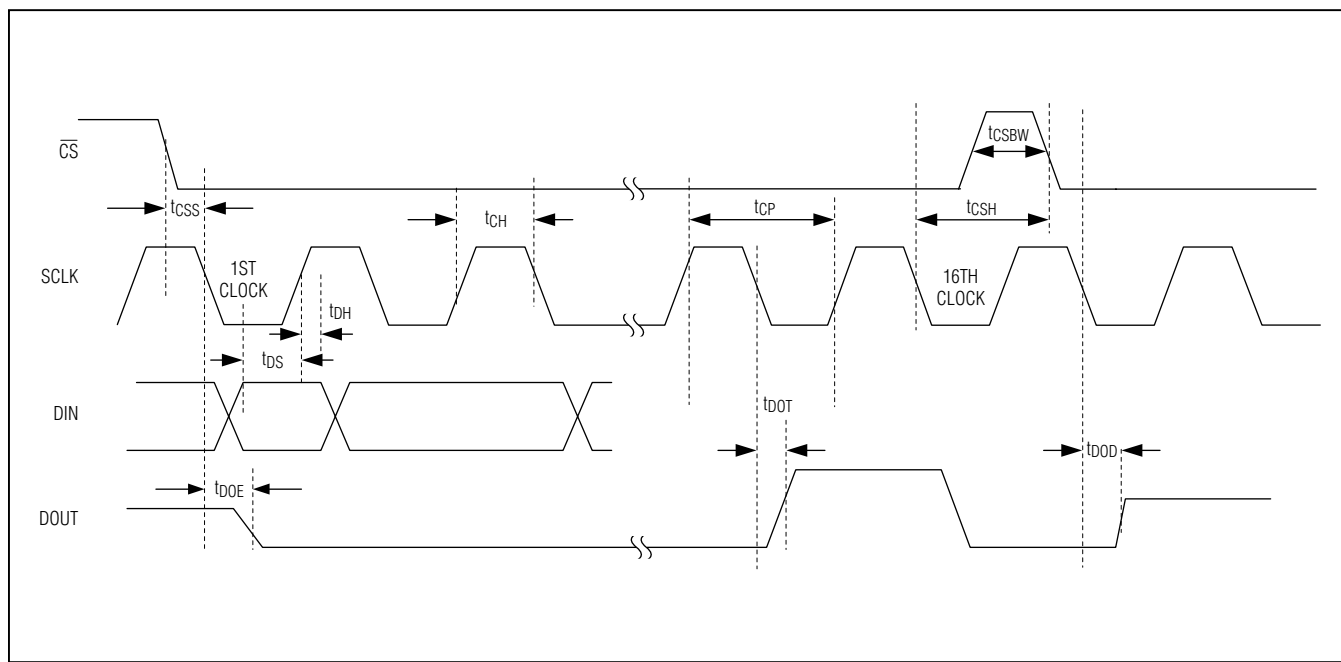 CS
tCSBW
tCSS
tCH
tCP
tCSH
SCLK
1ST
CLOCK
16TH
CLOCK
tDH
tDS
DIN
tDOT
tDOD
tDOE
DOUT